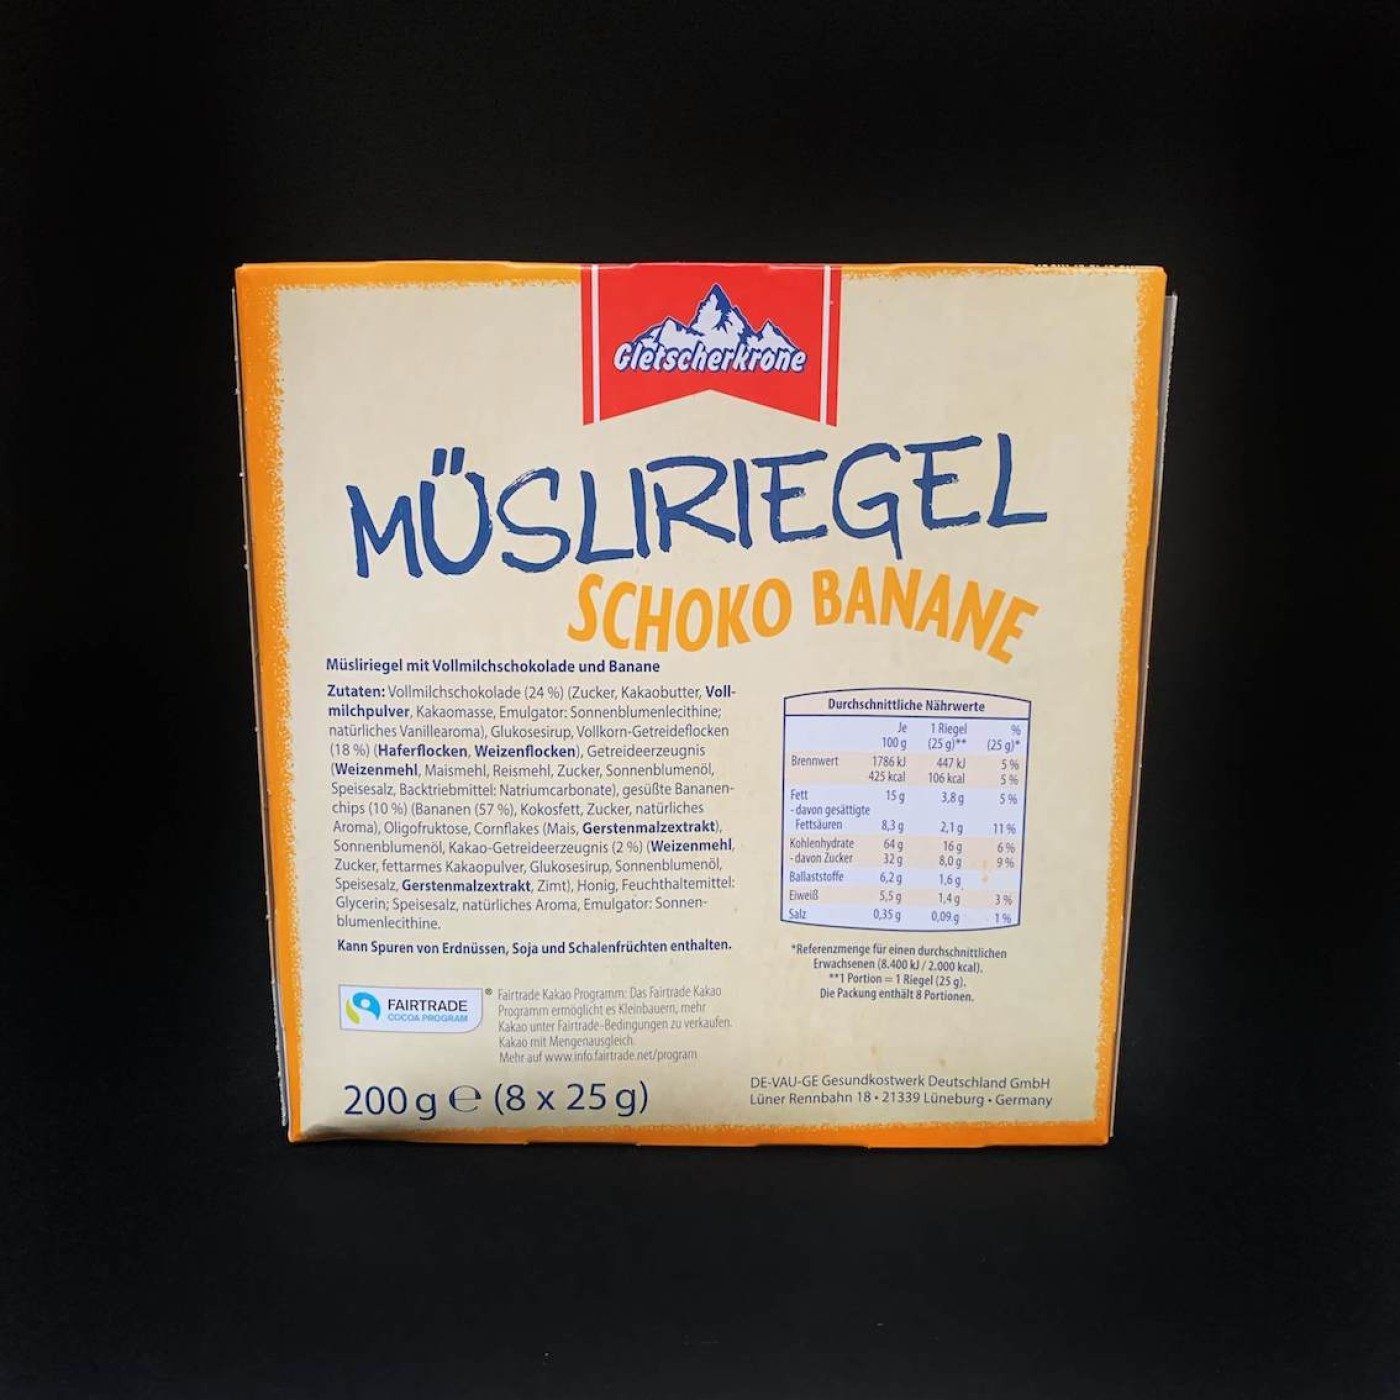 Gletscherkrone
MÜSLIRIEGEL
SCHOKO BANANE
Müsliriegel mit Vollmilchschokolade und Banane
Zutaten: Vollmilchschokolade (24 %) (Zucker, Kakaobutter, Voll-
milchpulver, Kakaomasse, Emulgator: Sonnenblumenlecithine;
natürliches Vanillearoma), Glukosesirup, Vollkorn-Getreideflocken
(18 %) (Haferflocken, Weizenflocken), Getreideerzeugnis
(Weizenmehl, Maismehl, Reismehl, Zucker, Sonnenblumenöl,
Speisesalz, Backtriebmittel: Natriumcarbonate), gesüßte Bananen-
chips (10 %) (Bananen (57 %), Kokosfett, Zucker, natürliches
Aroma), Oligofruktose, Cornflakes (Mais, Gerstenmalzextrakt),
Sonnenblumenöl, Kakao-Getreideerzeugnis (2 %) (Weizenmehl,
Zucker, fettarmes Kakaopulver, Glukosesirup, Sonnenblumenöl,
Speisesalz, Gerstenmalzextrakt, Zimt), Honig, Feuchthaltemittel:
Glycerin; Speisesalz, natürliches Aroma, Emulgator: Sonnen-
blumenlecithine.
Kann Spuren von Erdnüssen, Soja und Schalenfrüchten enthalten.
Durchschnittliche Nährwerte
Je 1 Riegel %
100 g (25 g)** (25 g)*
Brennwert 1786 kJ 447 kJ 5 %
425 kcal 106 kcal 5 %
Fett 15 g 3,8 g 5 %
- davon gesättigte
Fettsäuren 8,3 g 2,1 g 11 %
Kohlenhydrate 64 g 16 g 6 %
- davon Zucker 32 g 8,0 g 9 %
Ballaststoffe 6,2 g 1,6 g
Eiweiß 5,5 g 1,4 g 3 %
Salz 0,35 g 0,09 g 1 %
*Referenzmenge für einen durchschnittlichen
Erwachsenen (8.400 kJ / 2.000 kcal).
**1 Portion = 1 Riegel (25 g).
Die Packung enthält 8 Portionen.
FAIRTRADE
COCOA PROGRAM
®
Fairtrade Kakao Programm: Das Fairtrade Kakao
Programm ermöglicht es Kleinbauern, mehr
Kakao unter Fairtrade-Bedingungen zu verkaufen.
Kakao mit Mengenausgleich.
Mehr auf www.info.fairtrade.net/program
200 g ℮ (8 x 25 g)
DE-VAU-GE Gesundkostwerk Deutschland GmbH
Lüner Rennbahn 18 • 21339 Lüneburg • Germany